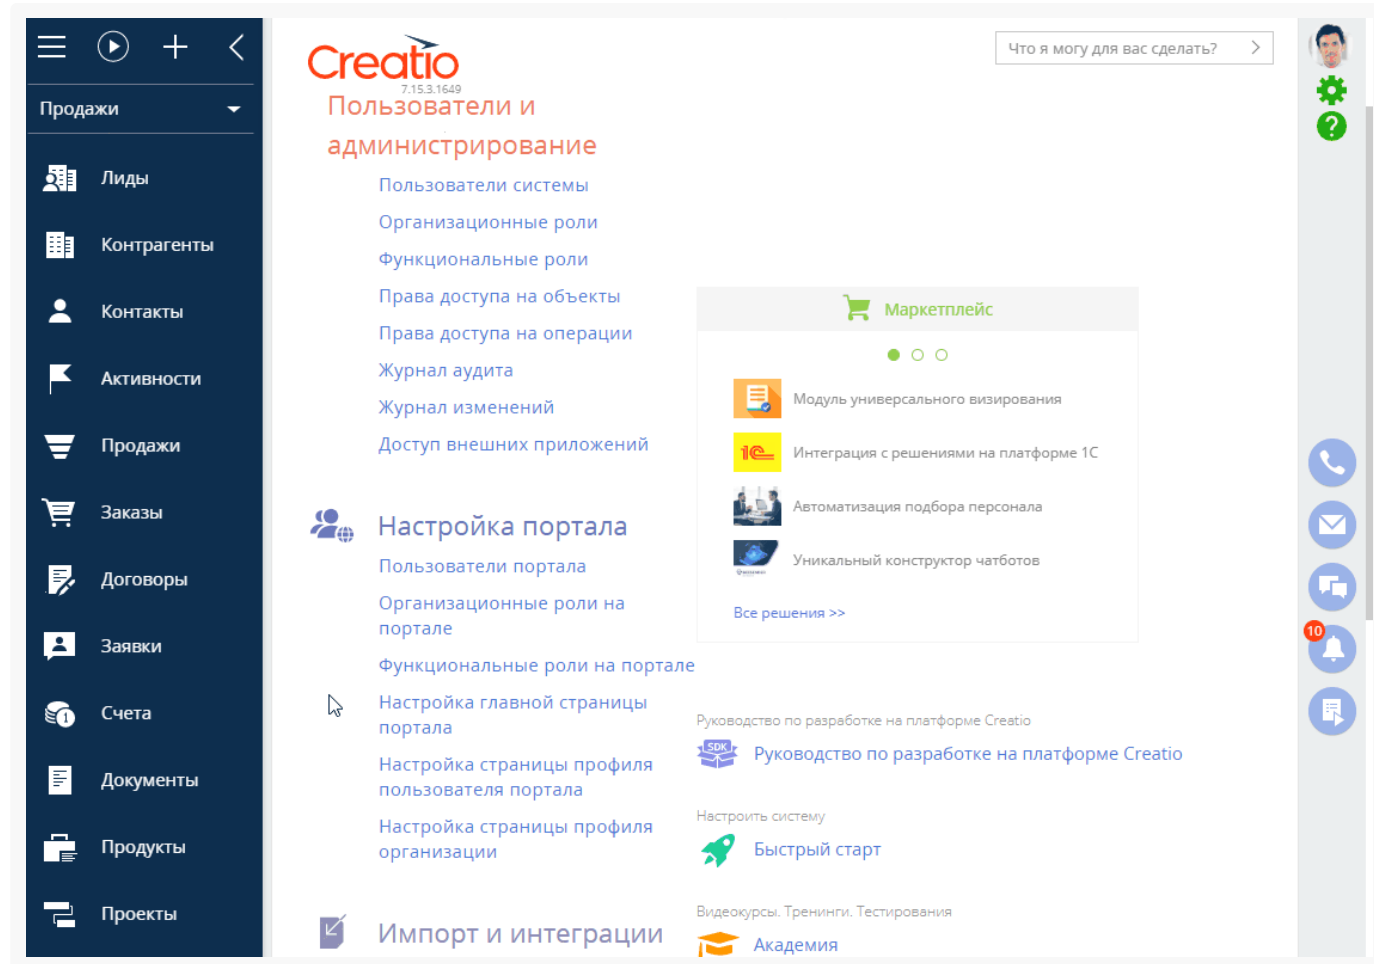 Продажи
Лиды
Контрагенты
Контакты
Активности
Продажи
Заказы
Договоры
Заявки
Счета
Документы
Продукты
Проекты
Creatio
7.15.3.1649
Что я могу для вас сделать?
Пользователи и
администрирование
Пользователи системы
Организационные роли
Функциональные роли
Права доступа на объекты
Права доступа на операции
Журнал аудита
Журнал изменений
Доступ внешних приложений
Настройка портала
Пользователи портала
Организационные роли на
портале
Функциональные роли на портале
Настройка главной страницы
портала
Настройка страницы профиля
пользователя портала
Настройка страницы профиля
организации
Импорт и интеграции
Маркетплейс
Модуль универсального визирования
1С
Интеграция с решениями на платформе 1С
Автоматизация подбора персонала
Уникальный конструктор чатботов
Все решения >>
Руководство по разработке на платформе Creatio
SDK
Руководство по разработке на платформе Creatio
Настроить систему
Быстрый старт
Видеокурсы. Тренинги. Тестирования
Академия
10